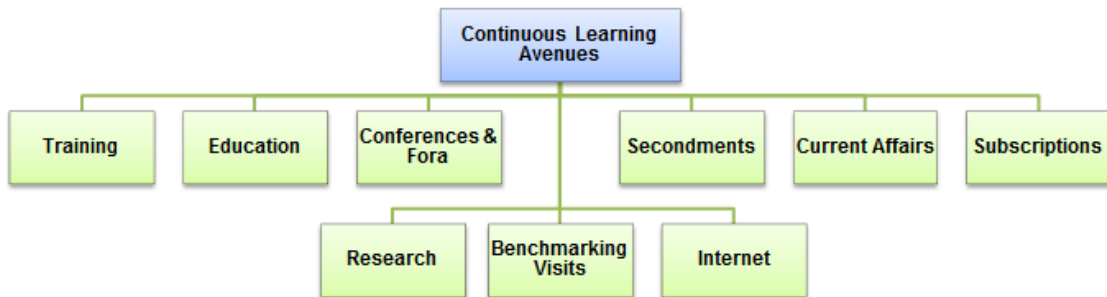 Continuous Learning
Avenues
Training
Education
Conferences &
Fora
Secondments
Current Affairs
Subscriptions
Research
Benchmarking
Visits
Internet